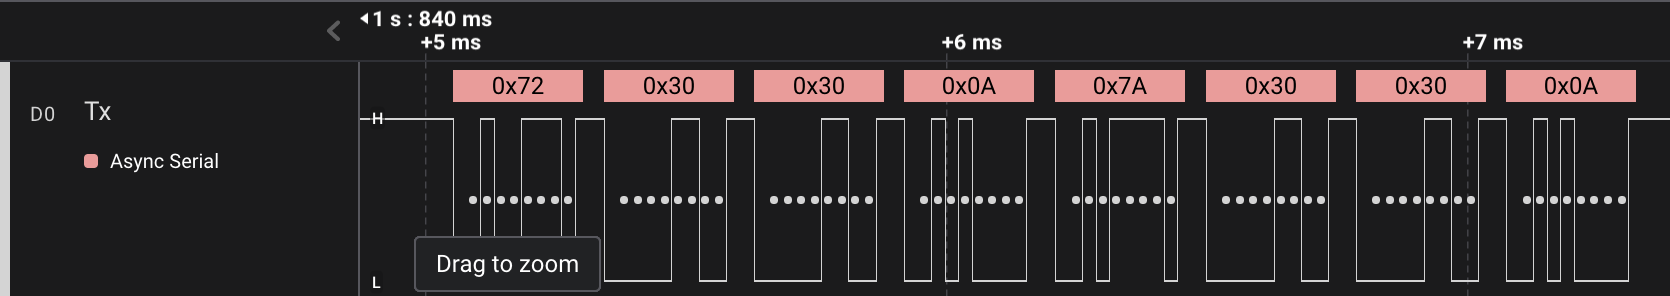 ◂1 s : 840 ms
+5 ms +6 ms +7 ms
0x72 0x30 0x30 0x0A 0x7A 0x30 0x30 0x0A
D0 Tx
H
Async Serial
Drag to zoom
L